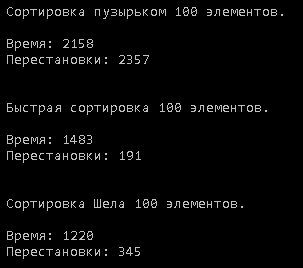 Сортировка пузырьком 100 элементов.
Время: 2158
Перестановки: 2357
Быстрая сортировка 100 элементов.
Время: 1483
Перестановки: 191
Сортировка Шела 100 элементов.
Время: 1220
Перестановки: 345